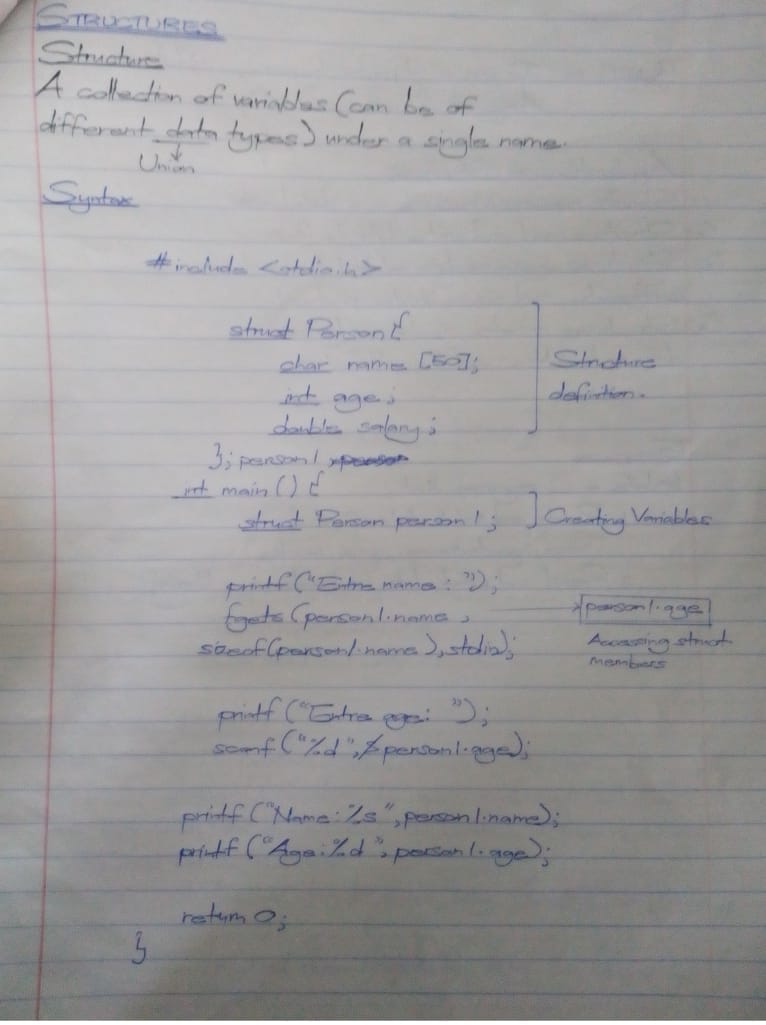 STRUCTURES
Structure
A collection of variables (can be of
different data types) under a single name.
Union
Syntax
#include <stdio.h>
struct Person{
char name [50];
int age;
double salary;
Structure
definition.
}; person1
int main () {
struct Person person1; Creating Variables
printf ("Entre name: ");
fgets (person1.name, person1.age
sizeof(person1.name), stdin); Accessing struct
members
printf ("Entre age: ");
scanf ("%d", &person1.age);
printf ("Name: %s", person1.name);
printf ("Age: %d", person1.age);
return 0;
}